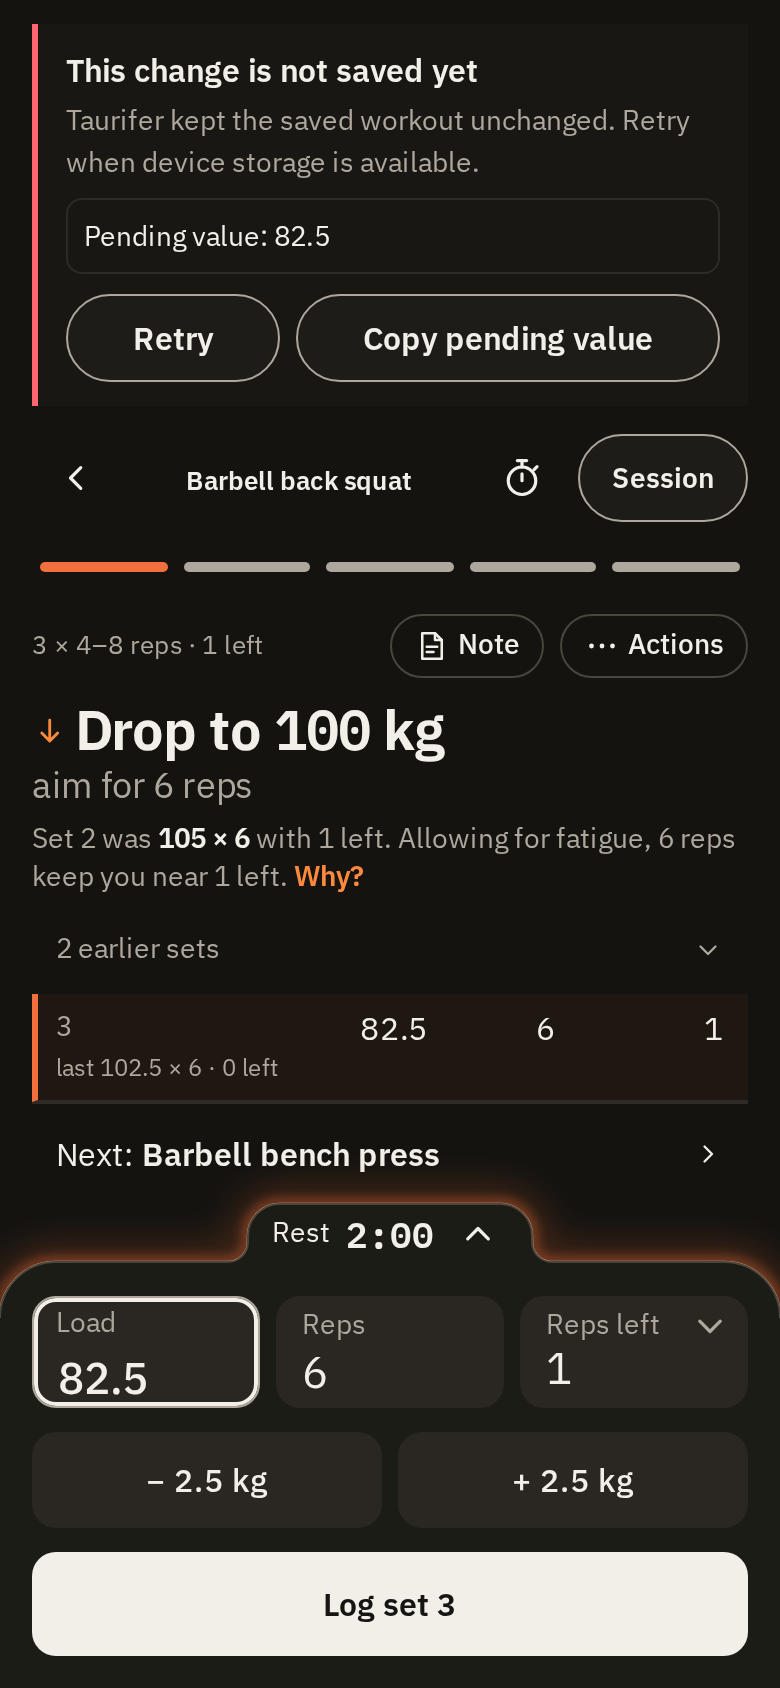 This change is not saved yet
Taurifer kept the saved workout unchanged. Retry
when device storage is available.
Pending value: 82.5
Retry
Copy pending value
Barbell back squat
Session
3 × 4–8 reps · 1 left
Note
Actions
Drop to 100 kg
aim for 6 reps
Set 2 was 105 × 6 with 1 left. Allowing for fatigue, 6 reps
keep you near 1 left. Why?
2 earlier sets
3 82.5 6 1
last 102.5 × 6 · 0 left
Next: Barbell bench press
Rest 2:00
Load
82.5
Reps
6
Reps left
1
− 2.5 kg
+ 2.5 kg
Log set 3